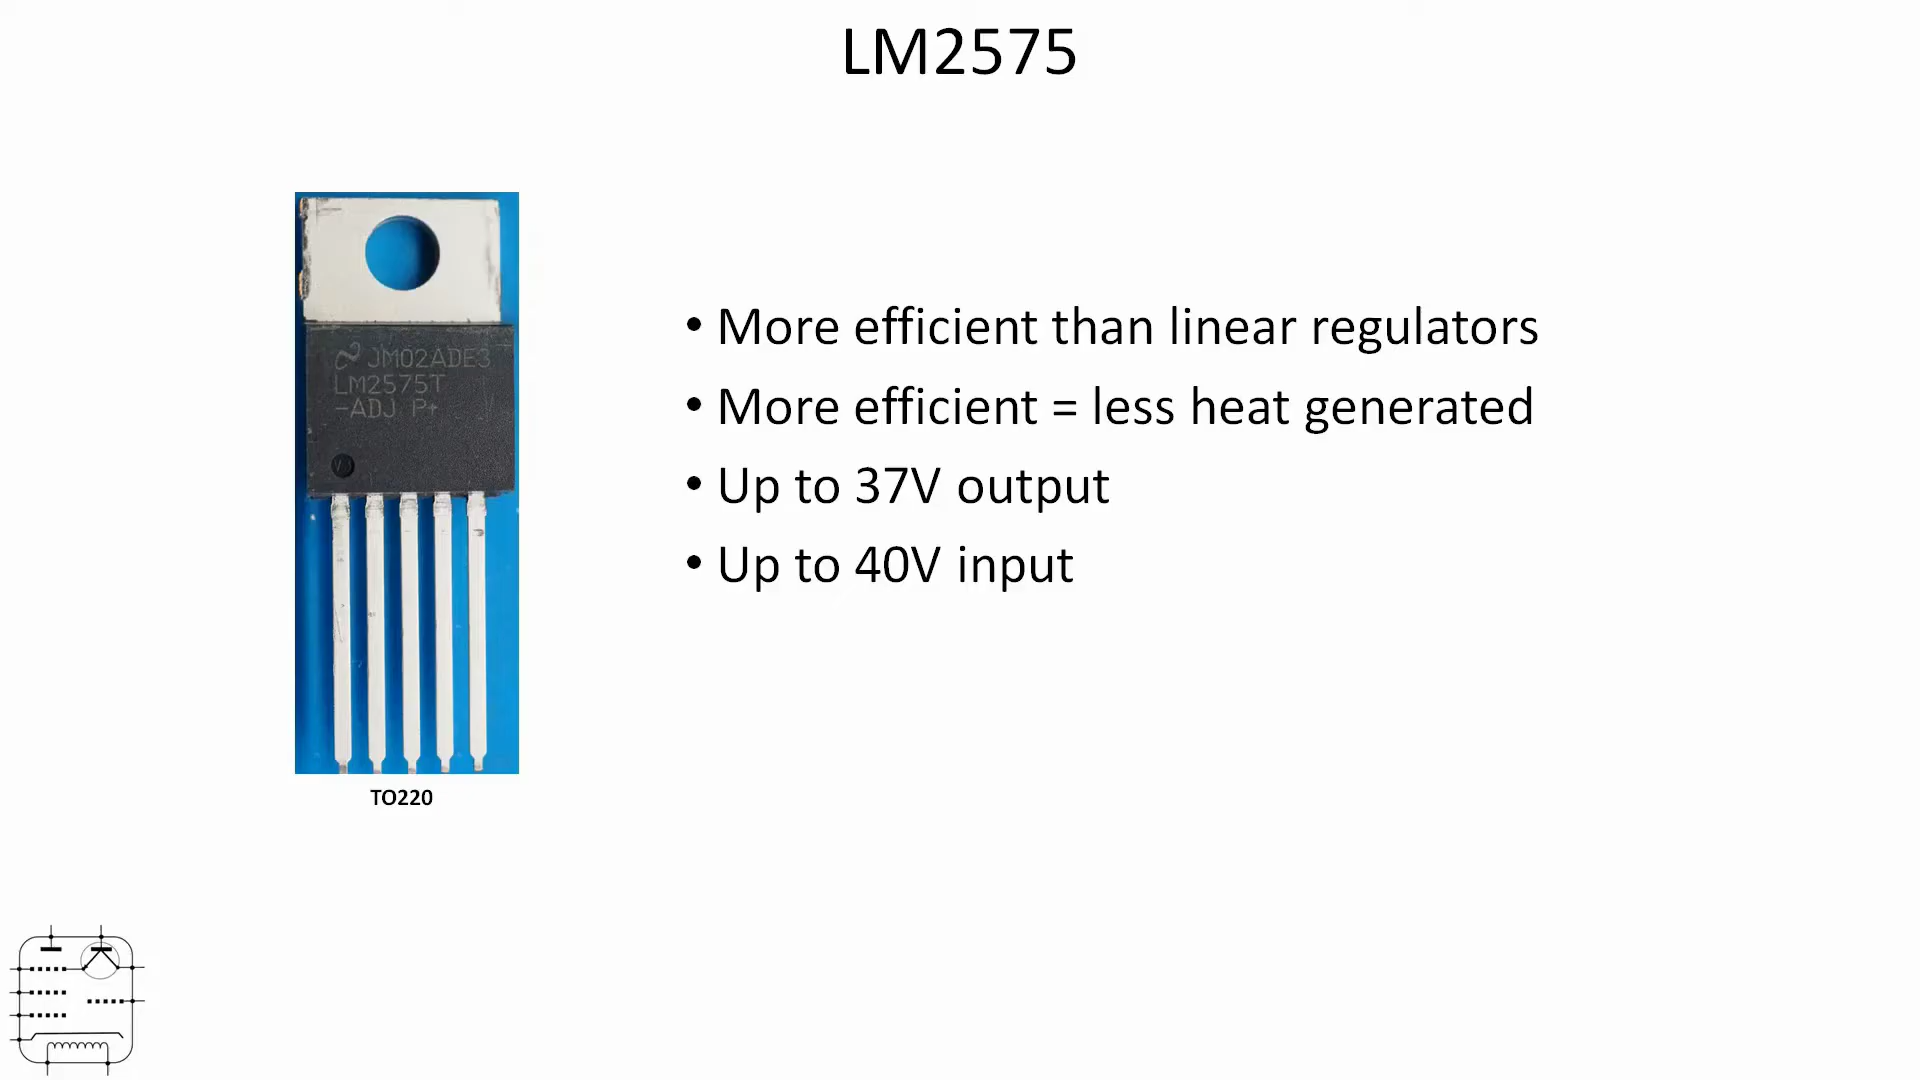 LM2575
JM02ADE3
LM2575T
-ADJ P+
TO220
• More efficient than linear regulators
• More efficient = less heat generated
• Up to 37V output
• Up to 40V input